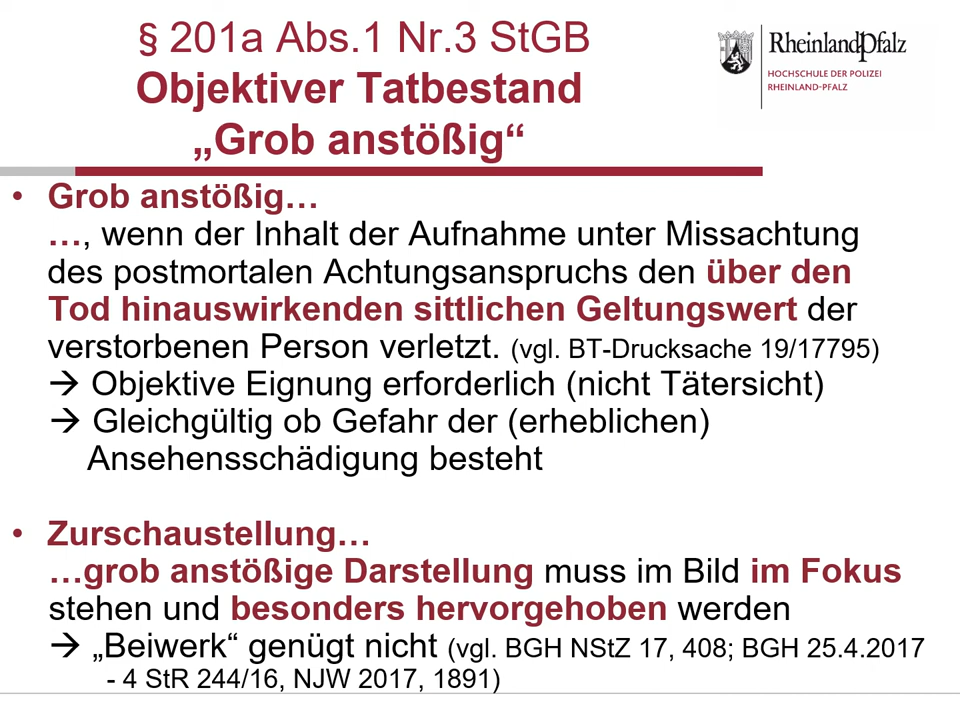 § 201a Abs.1 Nr.3 StGB
Objektiver Tatbestand
„Grob anstößig“
RheinlandPfalz
HOCHSCHULE DER POLIZEI
RHEINLAND-PFALZ
• Grob anstößig…
…, wenn der Inhalt der Aufnahme unter Missachtung
des postmortalen Achtungsanspruchs den über den
Tod hinauswirkenden sittlichen Geltungswert der
verstorbenen Person verletzt. (vgl. BT-Drucksache 19/17795)
→ Objektive Eignung erforderlich (nicht Tätersicht)
→ Gleichgültig ob Gefahr der (erheblichen)
Ansehensschädigung besteht
• Zurschaustellung…
…grob anstößige Darstellung muss im Bild im Fokus
stehen und besonders hervorgehoben werden
→ „Beiwerk“ genügt nicht (vgl. BGH NStZ 17, 408; BGH 25.4.2017
- 4 StR 244/16, NJW 2017, 1891)